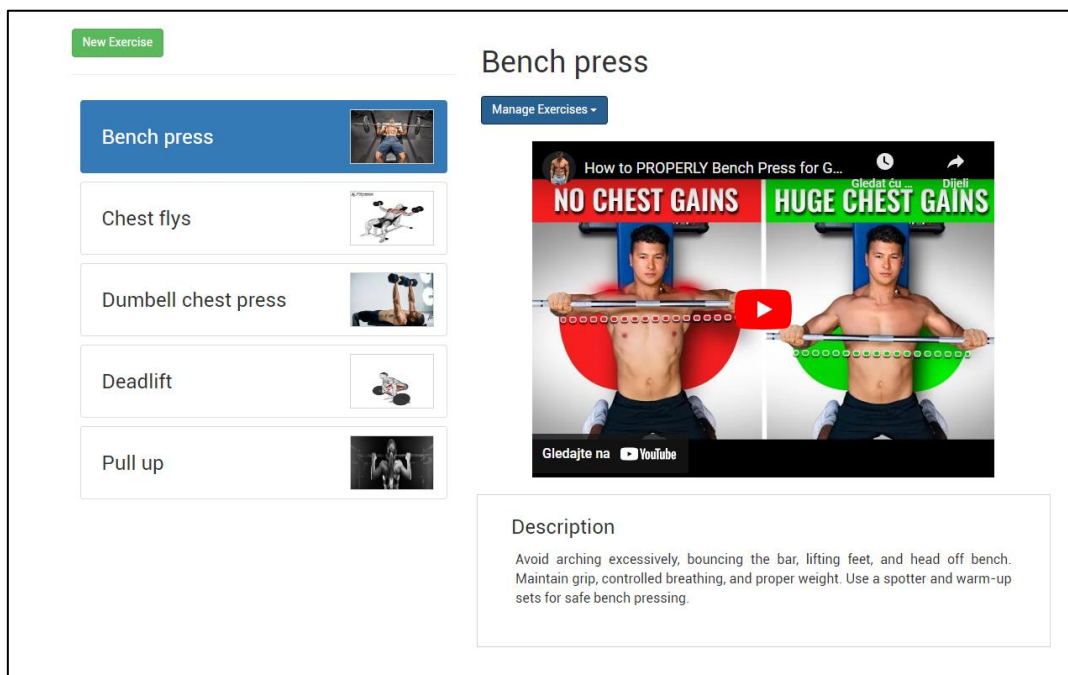 New Exercise
Bench press
Chest flys
Dumbell chest press
Deadlift
Pull up
Bench press
Manage Exercises
How to PROPERLY Bench Press for G...
Gledat ću ...
Dijeli
NO CHEST GAINS
HUGE CHEST GAINS
Gledajte na YouTube
Description
Avoid arching excessively, bouncing the bar, lifting feet, and head off bench.
Maintain grip, controlled breathing, and proper weight. Use a spotter and warm-up
sets for safe bench pressing.